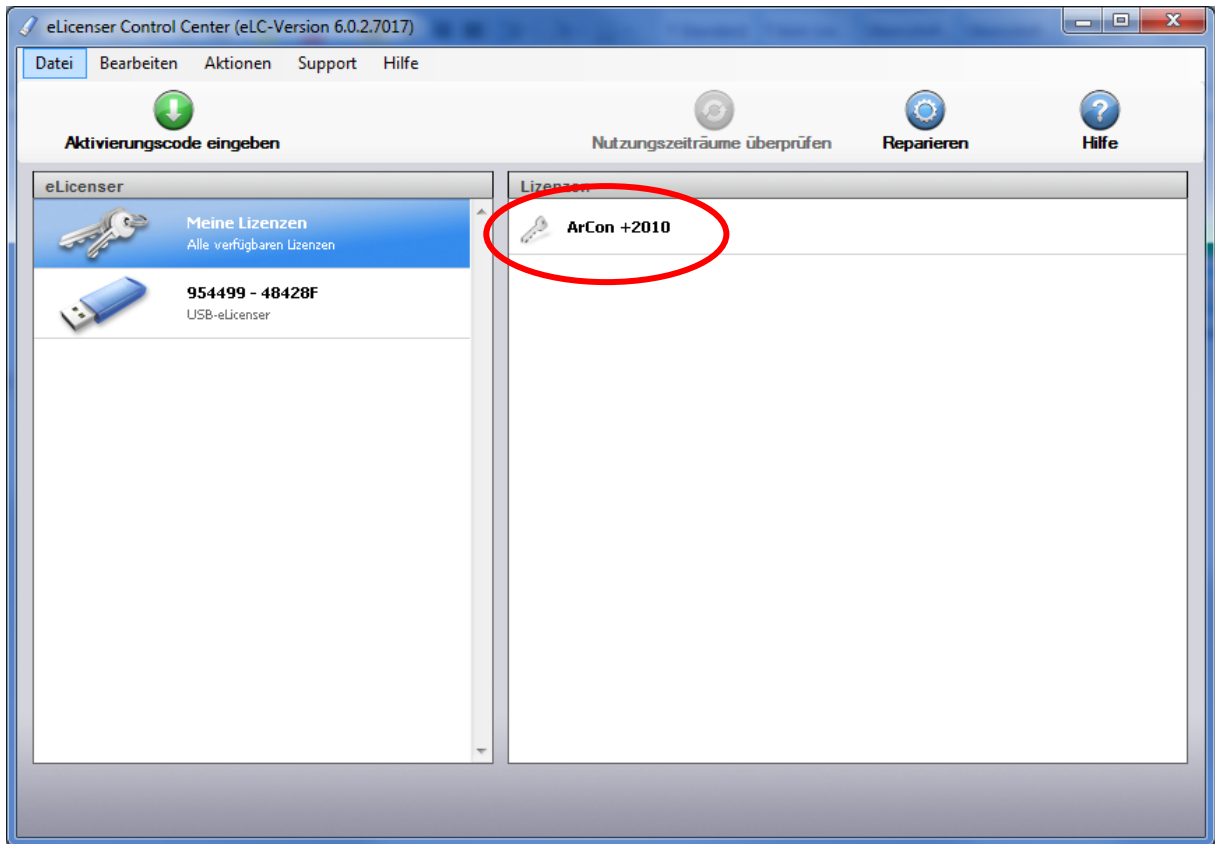 eLicenser Control Center (eLC-Version 6.0.2.7017)
Datei Bearbeiten Aktionen Support Hilfe
Aktivierungscode eingeben
Nutzungszeiträume überprüfen
Reparieren
Hilfe
eLicenser
Meine Lizenzen
Alle verfügbaren Lizenzen
954499 - 48428F
USB-eLicenser
Lizenzen
ArCon +2010